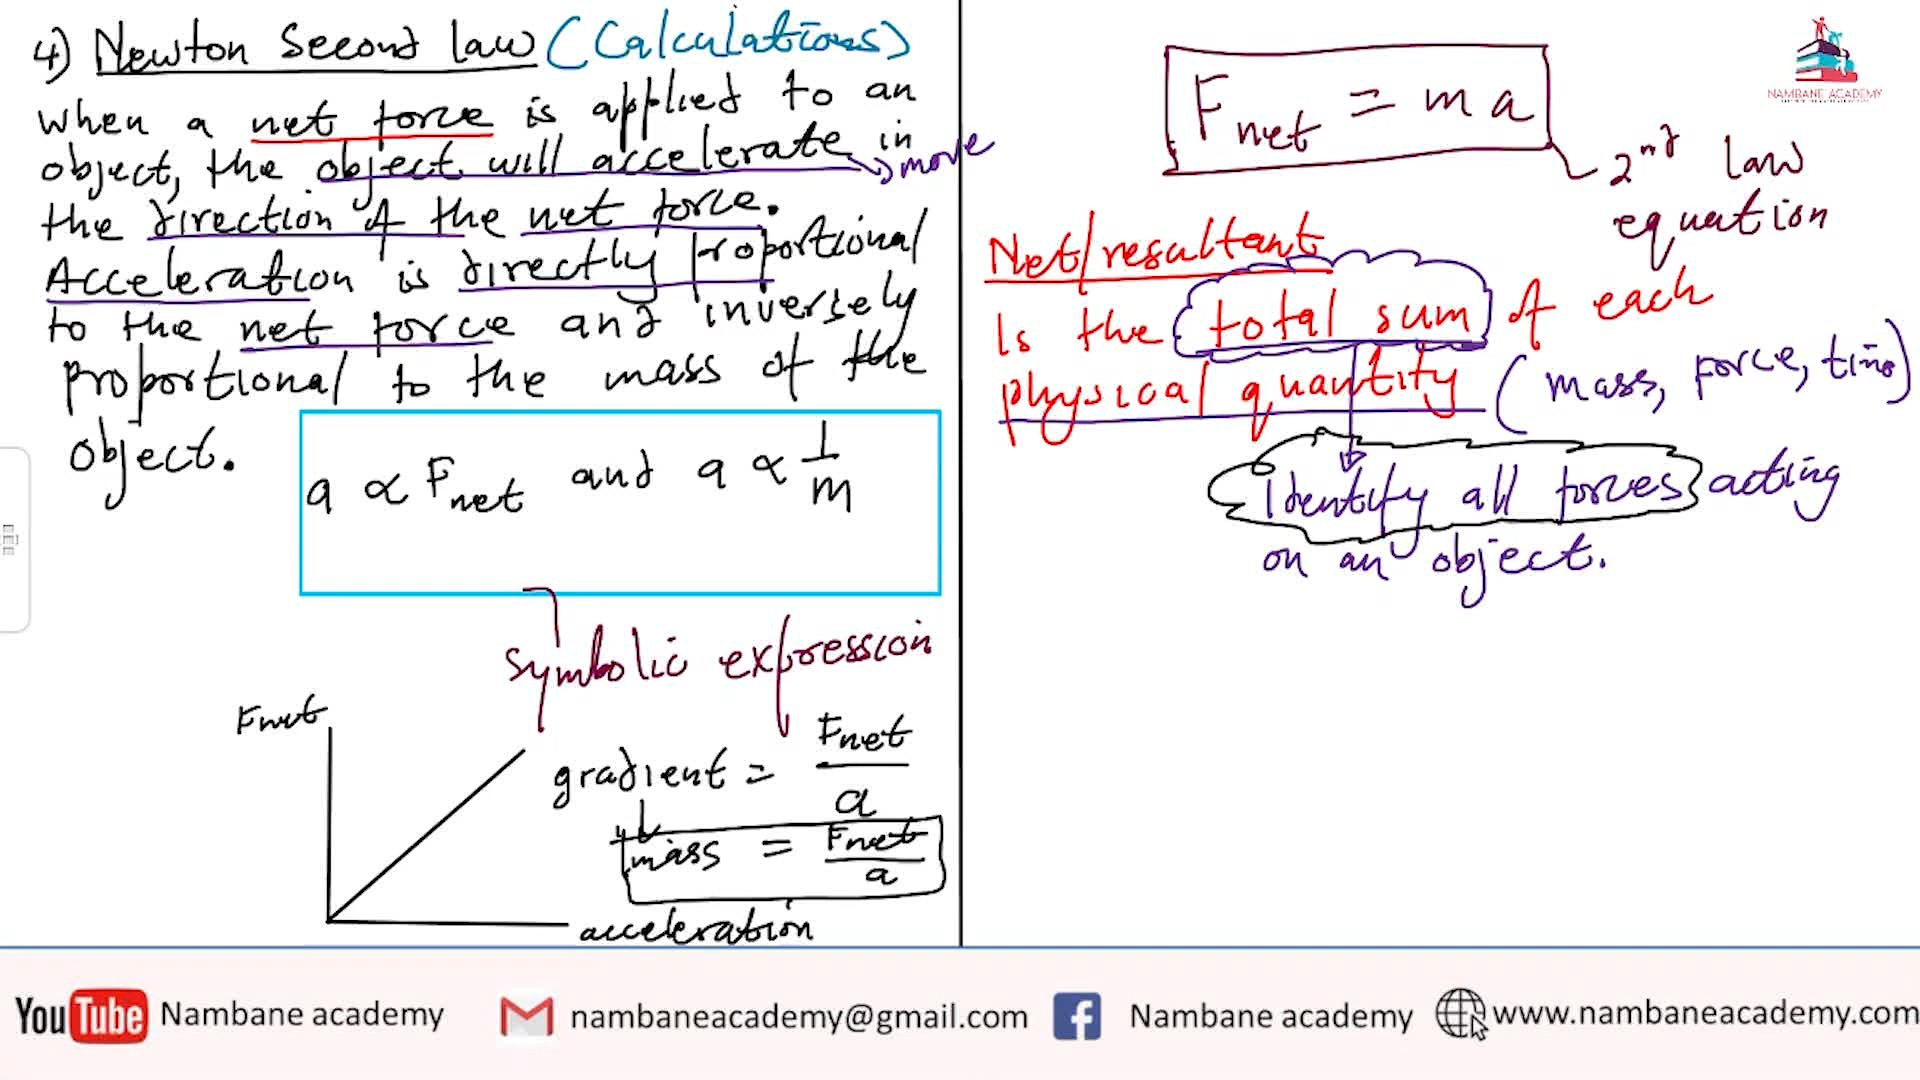 4) Newton Second law (Calculations)
When a net force is applied to an
object, the object will accelerate in
move
the direction of the net force.
Acceleration is directly proportional
to the net force and inversely
proportional to the mass of the
object.
a ∝ Fnet and a ∝ 1/m
symbolic expression
Fnet
gradient = Fnet/a
mass = Fnet/a
acceleration
Fnet = ma
2nd law
equation
Net/resultant
Is the total sum of each
physical quantity (mass, force, time)
Identify all forces acting
on an object.
NAMBANE ACADEMY
YouTube Nambane academy
nambaneacademy@gmail.com
Nambane academy
www.nambaneacademy.com